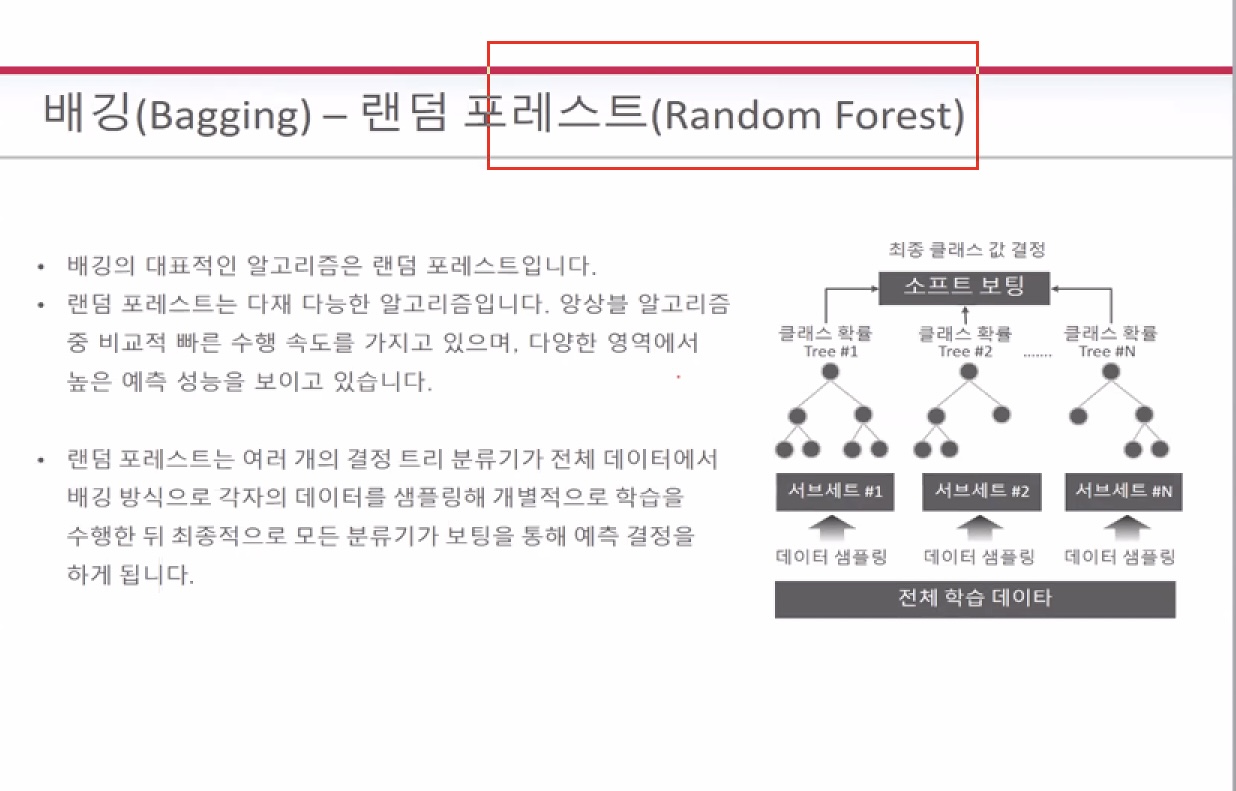 배깅(Bagging) – 랜덤 포레스트(Random Forest)
• 배깅의 대표적인 알고리즘은 랜덤 포레스트입니다.
• 랜덤 포레스트는 다재 다능한 알고리즘입니다. 앙상블 알고리즘
중 비교적 빠른 수행 속도를 가지고 있으며, 다양한 영역에서
높은 예측 성능을 보이고 있습니다.
• 랜덤 포레스트는 여러 개의 결정 트리 분류기가 전체 데이터에서
배깅 방식으로 각자의 데이터를 샘플링해 개별적으로 학습을
수행한 뒤 최종적으로 모든 분류기가 보팅을 통해 예측 결정을
하게 됩니다.
최종 클래스 값 결정
소프트 보팅
클래스 확률 클래스 확률 클래스 확률
Tree #1 Tree #2 ....... Tree #N
서브세트 #1 서브세트 #2 서브세트 #N
데이터 샘플링 데이터 샘플링 데이터 샘플링
전체 학습 데이타